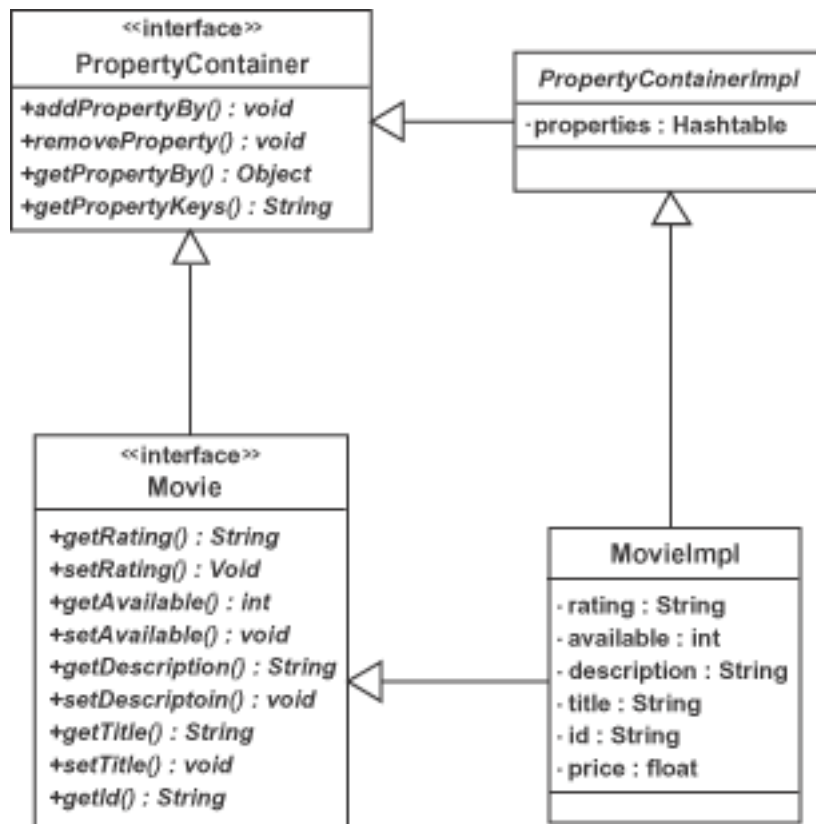 <<interface>>
PropertyContainer
+addPropertyBy() : void
+removeProperty() : void
+getPropertyBy() : Object
+getPropertyKeys() : String
PropertyContainerImpl
-properties : Hashtable
<<interface>>
Movie
+getRating() : String
+setRating() : Void
+getAvailable() : int
+setAvailable() : void
+getDescription() : String
+setDescriptoin() : void
+getTitle() : String
+setTitle() : void
+getId() : String
MovieImpl
- rating : String
- available : int
- description : String
- title : String
- id : String
- price : float